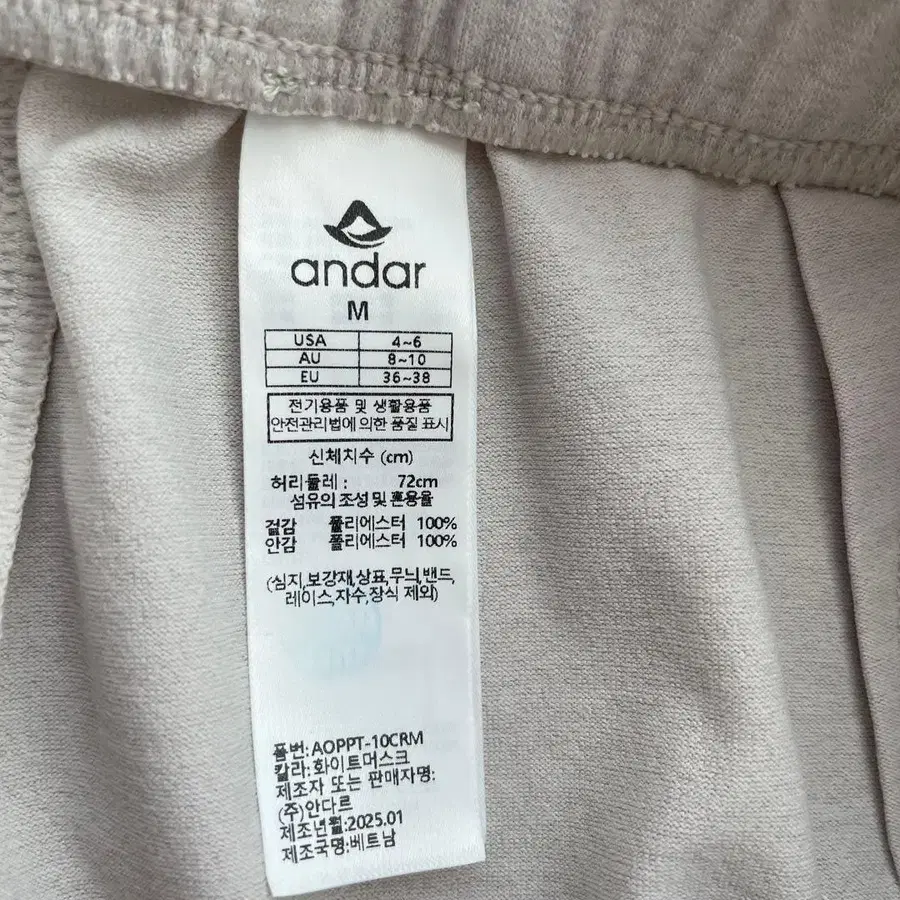 andar
M
USA 4~6
AU 8~10
EU 36~38
전기용품 및 생활용품
안전관리법에 의한 품질 표시
신체치수 (cm)
허리둘레 : 72cm
섬유의 조성 및 혼용율
겉감 폴리에스터 100%
안감 폴리에스터 100%
(심지,보강재,상표,무늬,밴드,
레이스,자수,장식 제외)
품번: AOPPT-10CRM
칼라: 화이트머스크
제조자 또는 판매자명:
(주)안다르
제조년월:2025.01
제조국명:베트남